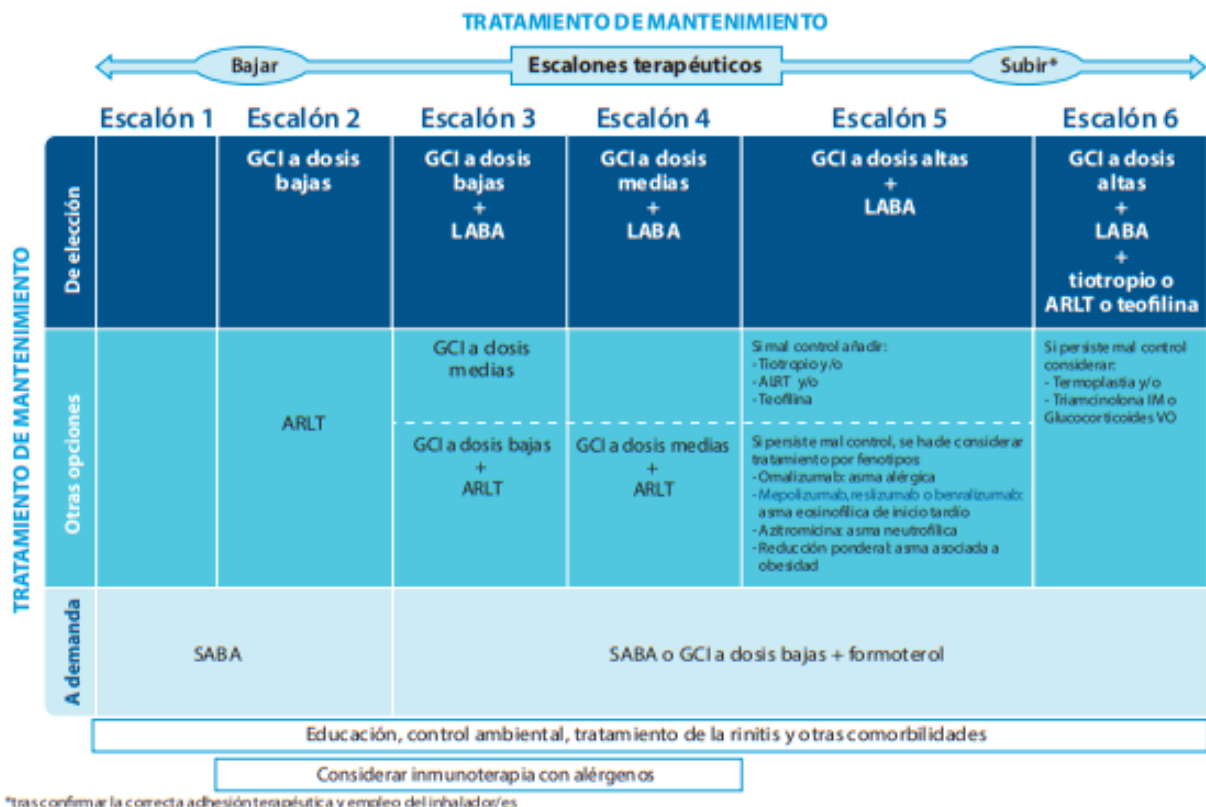 TRATAMIENTO DE MANTENIMIENTO
Bajar
Escalones terapéuticos
Subir*
Escalón 1
Escalón 2
Escalón 3
Escalón 4
Escalón 5
Escalón 6
TRATAMIENTO DE MANTENIMIENTO
De elección
GCI a dosis
bajas
GCI a dosis
bajas
+
LABA
GCI a dosis
medias
+
LABA
GCI a dosis altas
+
LABA
GCI a dosis
altas
+
LABA
+
tiotropio o
ARLT o teofilina
Otras opciones
ARLT
GCI a dosis
medias
GCI a dosis bajas
+
ARLT
GCI a dosis medias
+
ARLT
Si mal control añadir:
- Tiotropio y/o
- ALRT y/o
- Teofilina
Si persiste mal control, se ha de considerar
tratamiento por fenotipos:
- Omalizumab: asma alérgica
- Mepolizumab, reslizumab o benralizumab:
asma eosinofílica de inicio tardío
- Azitromicina: asma neutrofílica
- Reducción ponderal: asma asociada a
obesidad
Si persiste mal control
considerar:
- Termoplastia y/o
- Triamcinolona IM o
Glucocorticoides VO
A demanda
SABA
SABA o GCI a dosis bajas + formoterol
Educación, control ambiental, tratamiento de la rinitis y otras comorbilidades
Considerar inmunoterapia con alérgenos
*tras confirmar la correcta adhesión terapéutica y empleo del inhalador/es